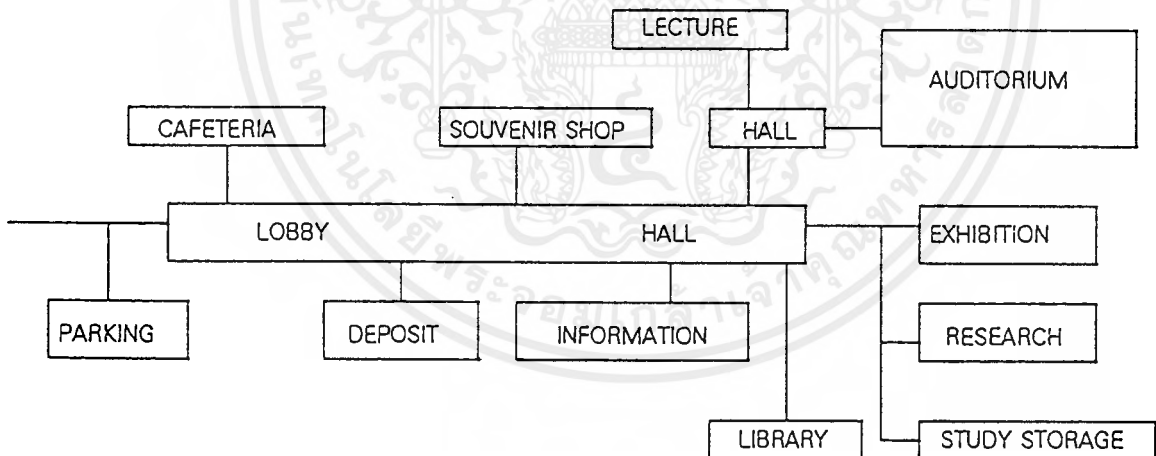 LECTURE
AUDITORIUM
CAFETERIA
SOUVENIR SHOP
HALL
LOBBY
HALL
EXHIBITION
PARKING
DEPOSIT
INFORMATION
RESEARCH
LIBRARY
STUDY STORAGE